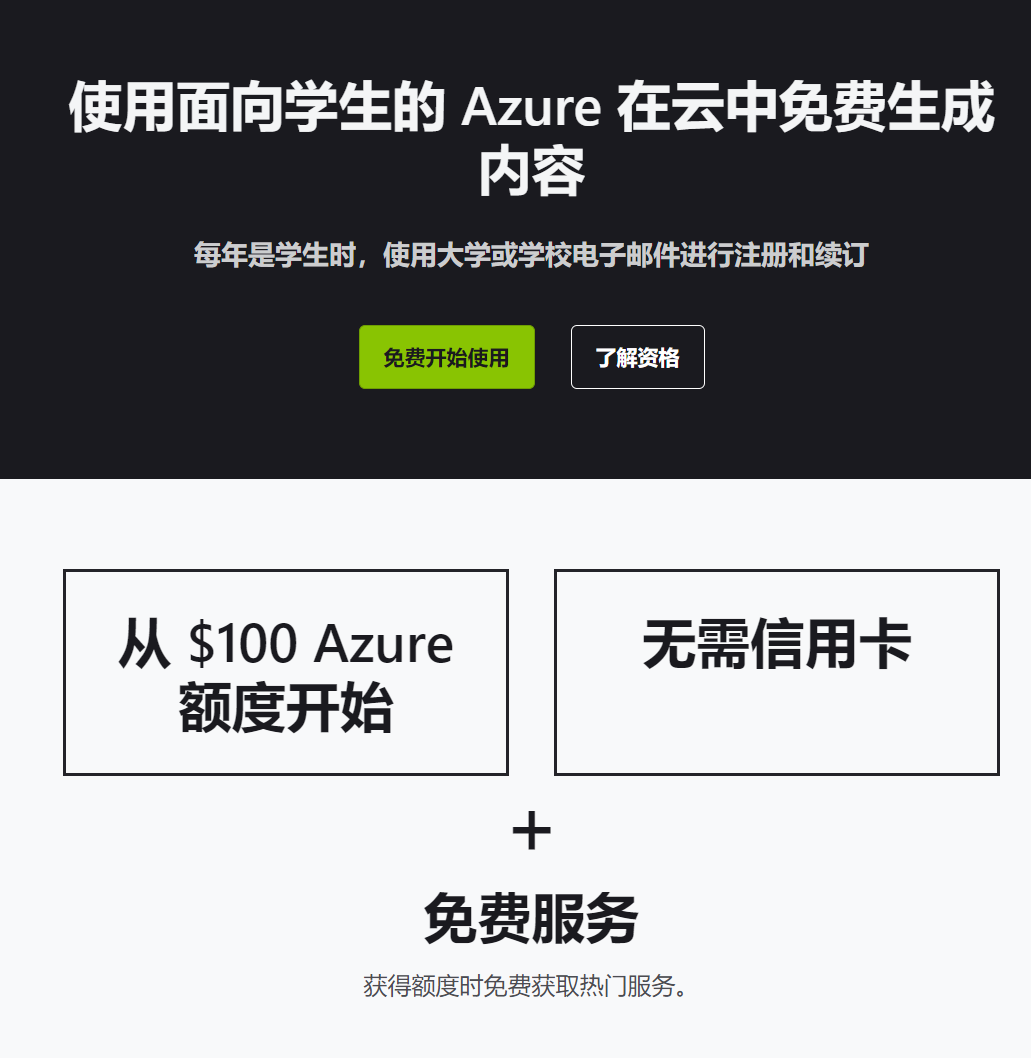 使用面向学生的 Azure 在云中免费生成
内容
每年是学生时，使用大学或学校电子邮件进行注册和续订
免费开始使用
了解资格
从 $100 Azure
额度开始
无需信用卡
+
免费服务
获得额度时免费获取热门服务。